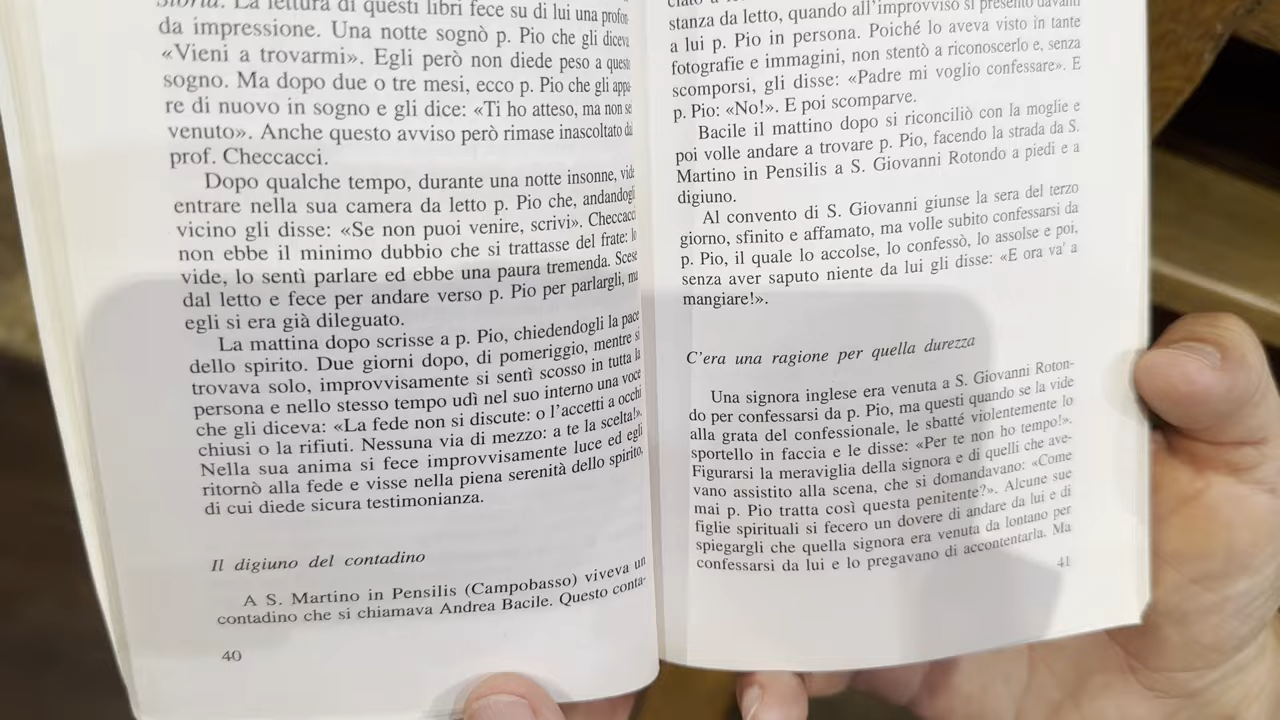 Storia. La lettura di questi libri fece su di lui una profon-
da impressione. Una notte sognò p. Pio che gli diceva
«Vieni a trovarmi». Egli però non diede peso a questo
sogno. Ma dopo due o tre mesi, ecco p. Pio che gli appa-
re di nuovo in sogno e gli dice: «Ti ho atteso, ma non sei
venuto». Anche questo avviso però rimase inascoltato dal
prof. Checcacci.
Dopo qualche tempo, durante una notte insonne, vide
entrare nella sua camera da letto p. Pio che, andandogli
vicino gli disse: «Se non puoi venire, scrivi». Checcacci
non ebbe il minimo dubbio che si trattasse del frate: lo
vide, lo sentì parlare ed ebbe una paura tremenda. Scese
dal letto e fece per andare verso p. Pio per parlargli, ma
egli si era già dileguato.
La mattina dopo scrisse a p. Pio, chiedendogli la pace
dello spirito. Due giorni dopo, di pomeriggio, mentre si
trovava solo, improvvisamente si sentì scosso in tutta la
persona e nello stesso tempo udì nel suo interno una voce
che gli diceva: «La fede non si discute: o l'accetti a occhi
chiusi o la rifiuti. Nessuna via di mezzo: a te la scelta!».
Nella sua anima si fece improvvisamente luce ed egli
ritornò alla fede e visse nella piena serenità dello spirito,
di cui diede sicura testimonianza.
Il digiuno del contadino
A S. Martino in Pensilis (Campobasso) viveva un
contadino che si chiamava Andrea Bacile. Questo conta-
40
stanza da letto, quando all'improvviso si presentò davanti
a lui p. Pio in persona. Poiché lo aveva visto in tante
fotografie e immagini, non stentò a riconoscerlo e, senza
scomporsi, gli disse: «Padre mi voglio confessare». E
p. Pio: «No!». E poi scomparve.
Bacile il mattino dopo si riconciliò con la moglie e
poi volle andare a trovare p. Pio, facendo la strada da S.
Martino in Pensilis a S. Giovanni Rotondo a piedi e a
digiuno.
Al convento di S. Giovanni giunse la sera del terzo
giorno, sfinito e affamato, ma volle subito confessarsi da
p. Pio, il quale lo accolse, lo confessò, lo assolse e poi,
senza aver saputo niente da lui gli disse: «E ora va' a
mangiare!».
C'era una ragione per quella durezza
Una signora inglese era venuta a S. Giovanni Roton-
do per confessarsi da p. Pio, ma questi quando se la vide
alla grata del confessionale, le sbatté violentemente lo
sportello in faccia e le disse: «Per te non ho tempo!».
Figurarsi la meraviglia della signora e di quelli che ave-
vano assistito alla scena, che si domandavano: «Come
mai p. Pio tratta così questa penitente?». Alcune sue
figlie spirituali si fecero un dovere di andare da lui e di
spiegargli che quella signora era venuta da lontano per
confessarsi da lui e lo pregavano di accontentarla. Ma
41